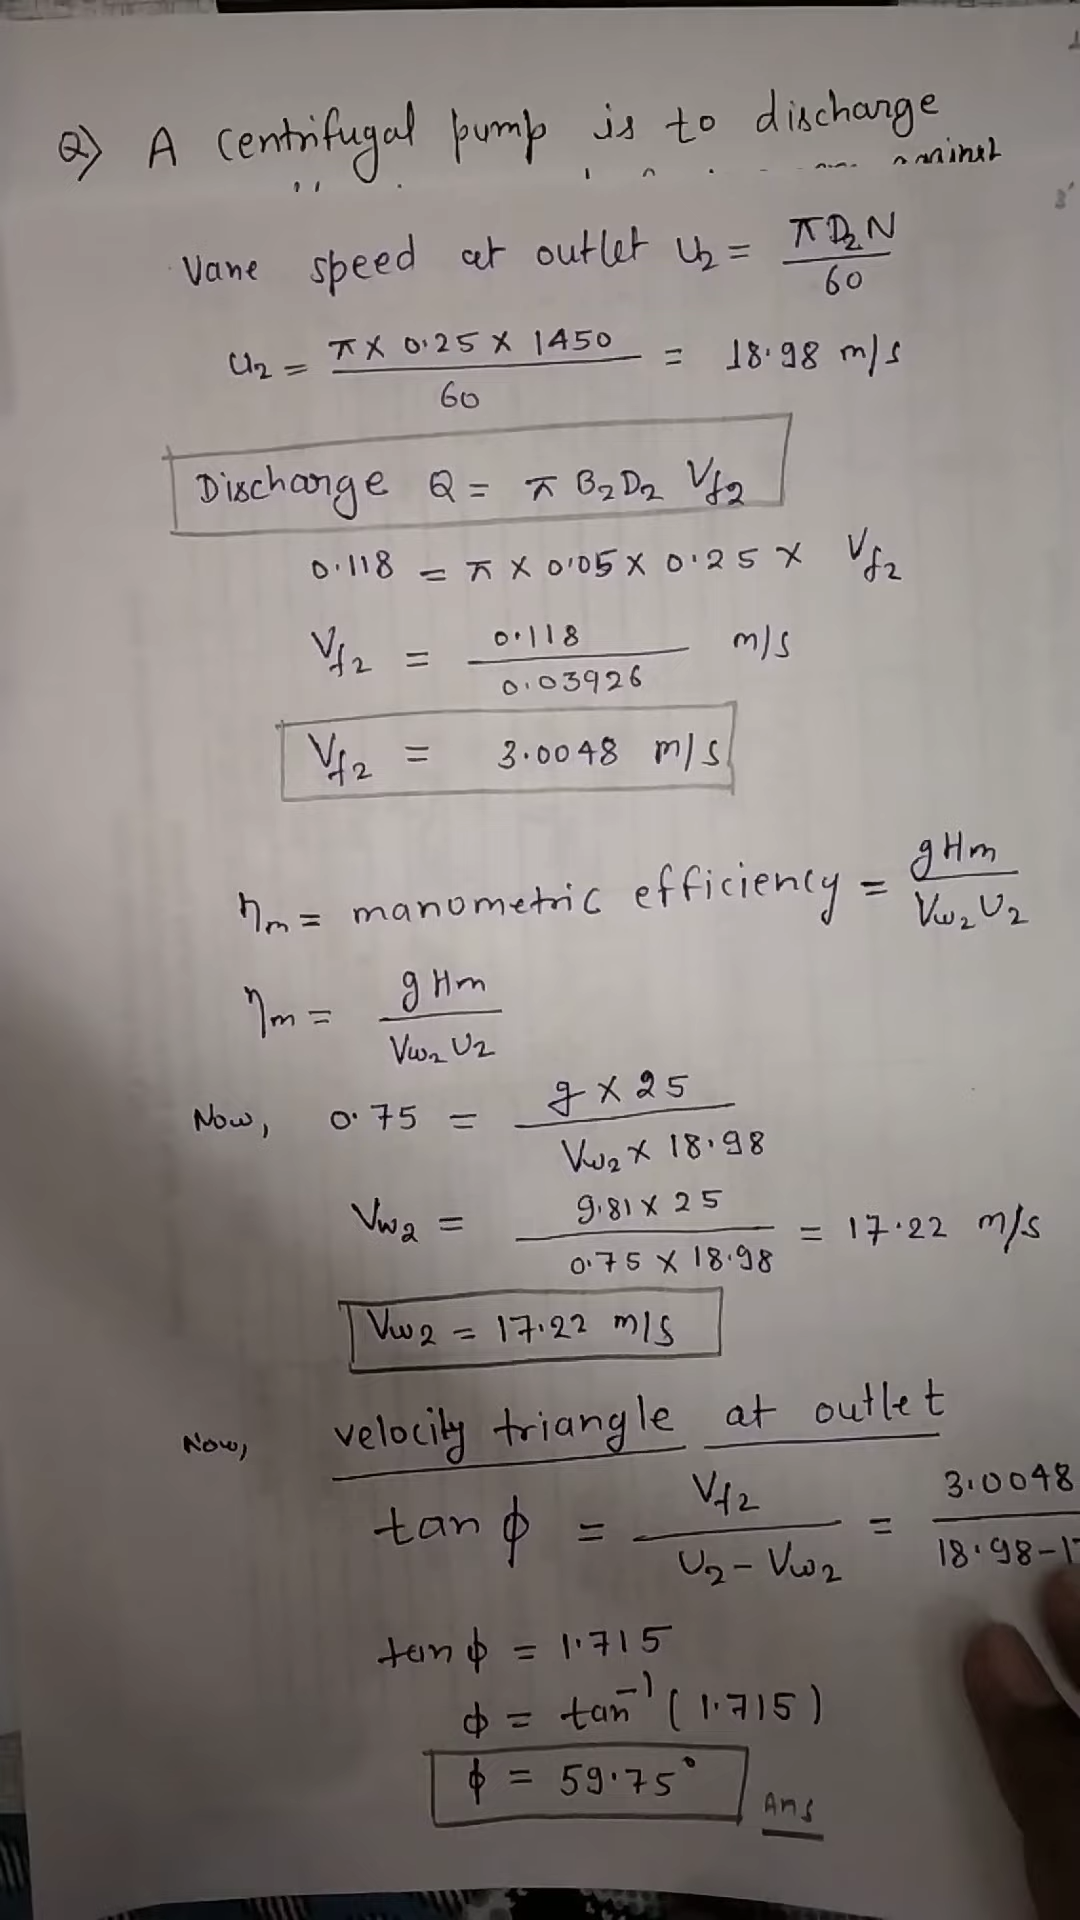 Q) A centrifugal pump is to discharge
against
Vane speed at outlet U₂ = πD₂N / 60
U₂ = π × 0.25 × 1450 / 60 = 18.98 m/s
Discharge Q = π B₂D₂ Vf₂
0.118 = π × 0.05 × 0.25 × Vf₂
Vf₂ = 0.118 / 0.03926 m/s
Vf₂ = 3.0048 m/s
ηm = manometric efficiency = gHm / Vw₂U₂
ηm = gHm / Vw₂U₂
Now, 0.75 = g × 25 / Vw₂ × 18.98
Vw₂ = 9.81 × 25 / 0.75 × 18.98 = 17.22 m/s
Vw₂ = 17.22 m/s
Now, velocity triangle at outlet
tan ϕ = Vf₂ / U₂ - Vw₂ = 3.0048 / 18.98-1
tan ϕ = 1.715
ϕ = tan⁻¹ (1.715)
ϕ = 59.75° Ans